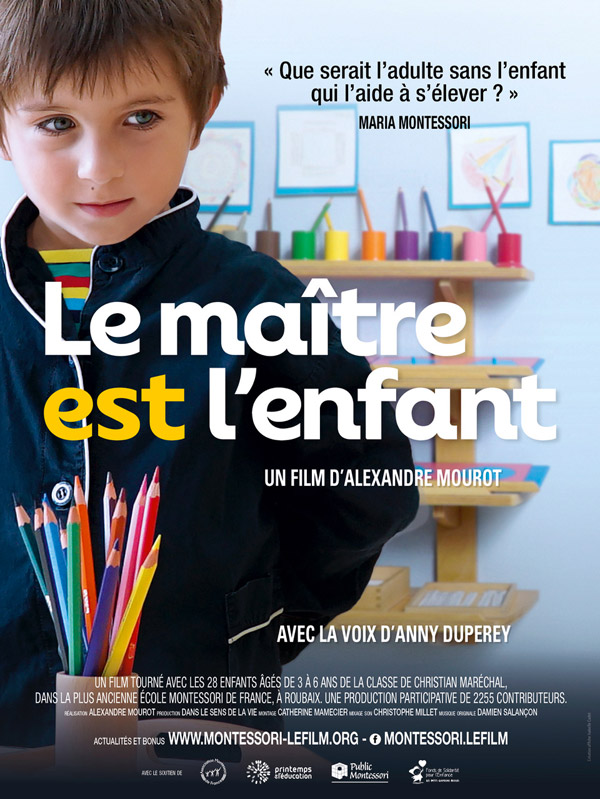 « Que serait l'adulte sans l'enfant
qui l'aide à s'élever ? »
MARIA MONTESSORI
Le maître
est l'enfant
UN FILM D'ALEXANDRE MOUROT
AVEC LA VOIX D'ANNY DUPEREY
UN FILM TOURNÉ AVEC LES 28 ENFANTS ÂGÉS DE 3 À 6 ANS DE LA CLASSE DE CHRISTIAN MARÉCHAL,
DANS LA PLUS ANCIENNE ÉCOLE MONTESSORI DE FRANCE, À ROUBAIX. UNE PRODUCTION PARTICIPATIVE DE 2255 CONTRIBUTEURS.
RÉALISATION ALEXANDRE MOUROT PRODUCTION DANS LE SENS DE LA VIE MONTAGE CATHERINE MAMECIER MIXAGE SON CHRISTOPHE MILLET MUSIQUE ORIGINALE DAMIEN SALANÇON
ACTUALITÉS ET BONUS WWW.MONTESSORI-LEFILM.ORG - f MONTESSORI.LEFILM
AVEC LE SOUTIEN DE
printemps
d'éducation
Public
Montessori
Fonds de Solidarité
pour l'Enfance